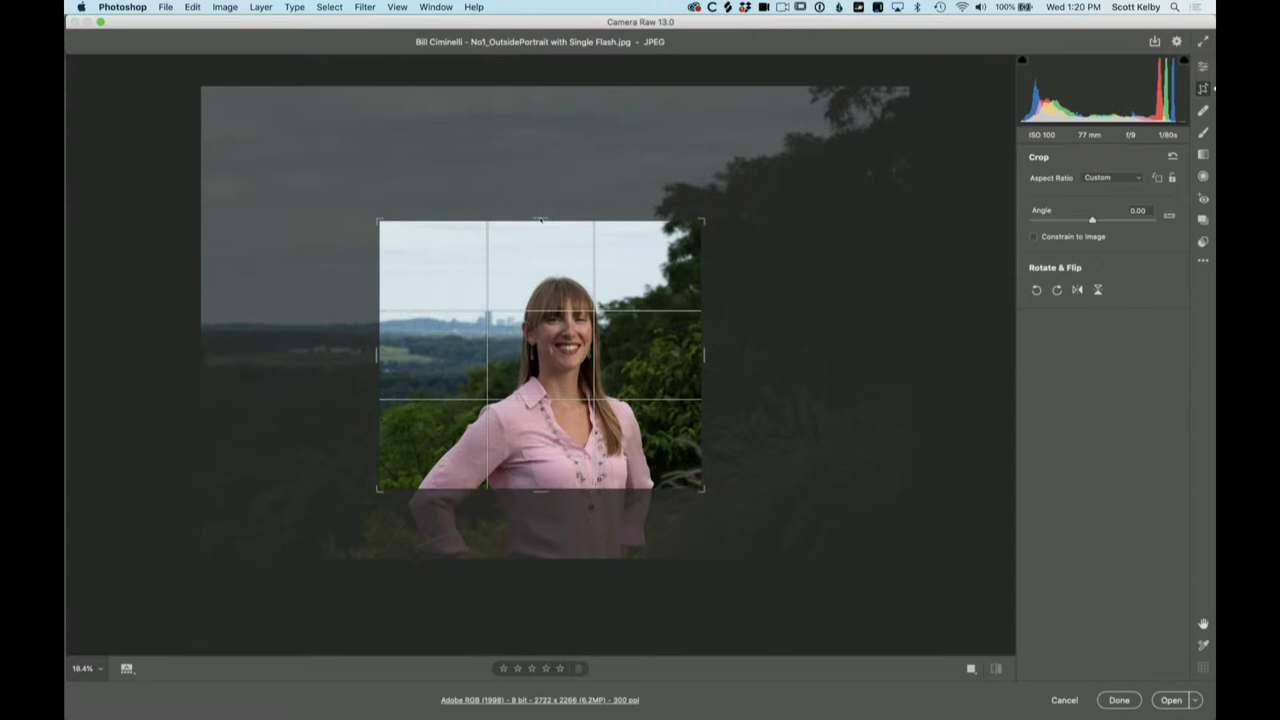 Photoshop File Edit Image Layer Type Select Filter View Window Help 100% Wed 1:20 PM Scott Kelby
Camera Raw 13.0
Bill Ciminelli - No1_OutsidePortrait with Single Flash.jpg - JPEG
ISO 100 77 mm f/9 1/80s
Crop
Aspect Ratio Custom
Angle 0.00
Constrain to Image
Rotate & Flip
18.4%
Adobe RGB (1998) - 8 bit - 2722 x 2266 (6.2MP) - 300 ppi
Cancel Done Open